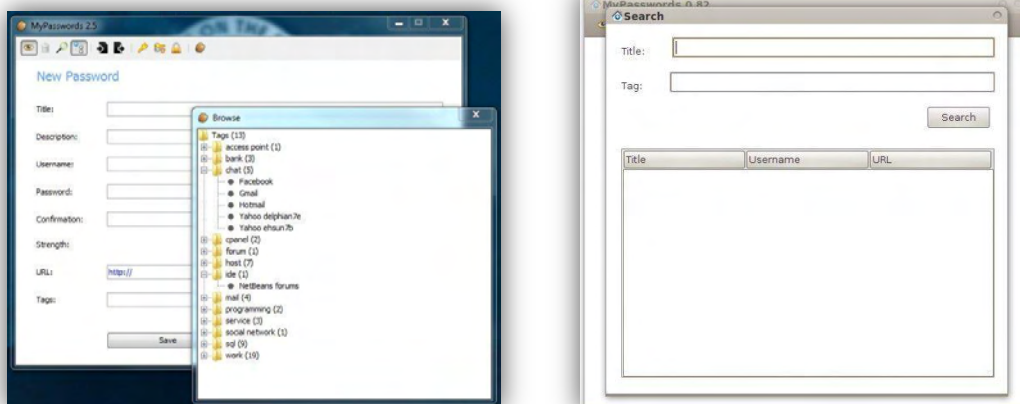 MyPasswords 2.5
New Password
Title:
Description:
Username:
Password:
Confirmation:
Strength:
URL:
http://
Tags:
Save
Browse
Tags (13)
access point (1)
bank (3)
chat (5)
Facebook
Gmail
Hotmail
Yahoo delphian7e
Yahoo ehsun7b
cpanel (2)
forum (1)
host (7)
ide (1)
NetBeans forums
mail (4)
programming (2)
service (3)
social network (1)
sql (9)
work (19)
MyPasswords 0.82
Search
Title:
Tag:
Search
Title Username URL